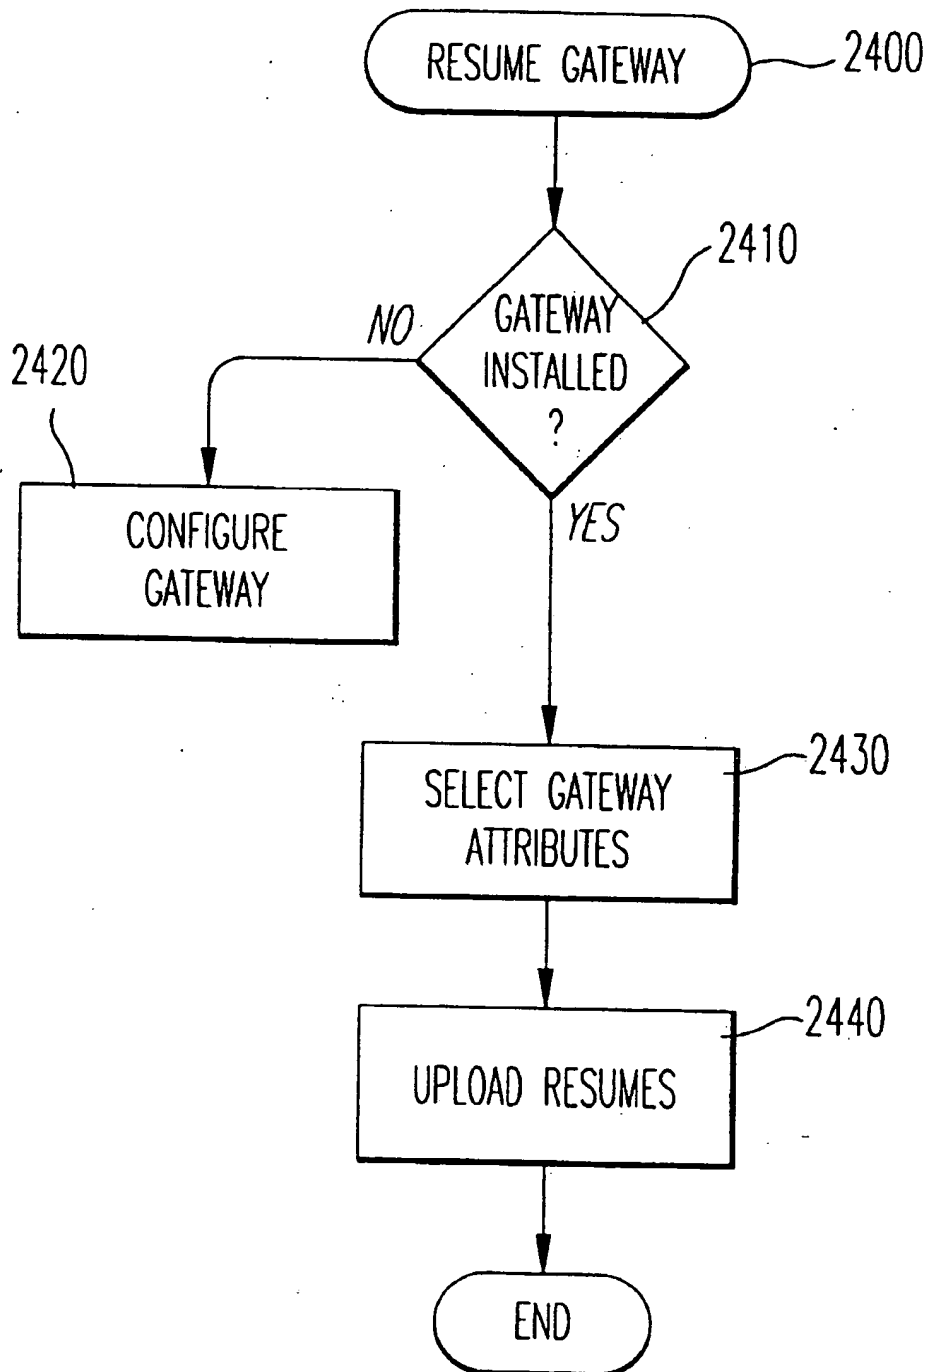 RESUME GATEWAY
2400
2410
GATEWAY
INSTALLED
?
NO
2420
CONFIGURE
GATEWAY
YES
2430
SELECT GATEWAY
ATTRIBUTES
2440
UPLOAD RESUMES
END